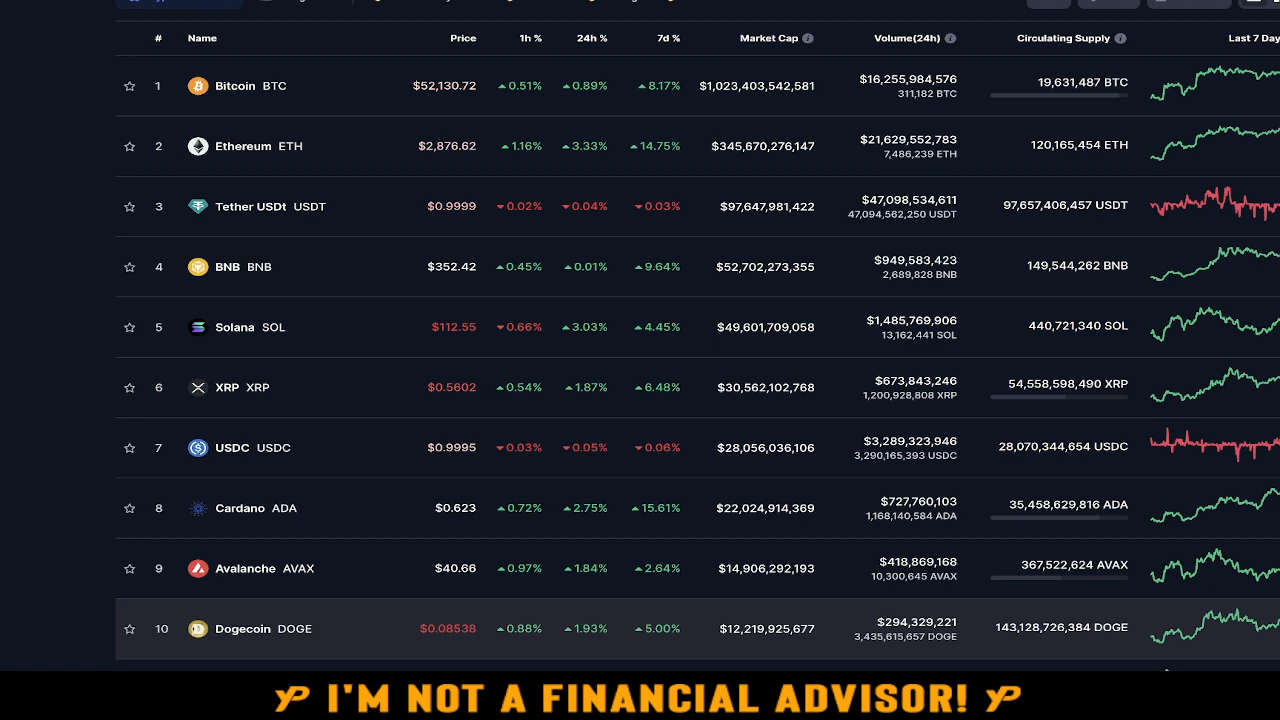 # Name Price 1h % 24h % 7d % Market Cap Volume(24h) Circulating Supply Last 7 Day
1 Bitcoin BTC $52,130.72 0.51% 0.89% 8.17% $1,023,403,542,581 $16,255,984,576 19,631,487 BTC
311,182 BTC
2 Ethereum ETH $2,876.62 1.16% 3.33% 14.75% $345,670,276,147 $21,629,552,783 120,165,454 ETH
7,486,239 ETH
3 Tether USDt USDT $0.9999 0.02% 0.04% 0.03% $97,647,981,422 $47,098,534,611 97,657,406,457 USDT
47,094,562,250 USDT
4 BNB BNB $352.42 0.45% 0.01% 9.64% $52,702,273,355 $949,583,423 149,544,262 BNB
2,689,828 BNB
5 Solana SOL $112.55 0.66% 3.03% 4.45% $49,601,709,058 $1,485,769,906 440,721,340 SOL
13,162,441 SOL
6 XRP XRP $0.5602 0.54% 1.87% 6.48% $30,562,102,768 $673,843,246 54,558,598,490 XRP
1,200,928,808 XRP
7 USDC USDC $0.9995 0.03% 0.05% 0.06% $28,056,036,106 $3,289,323,946 28,070,344,654 USDC
3,290,165,393 USDC
8 Cardano ADA $0.623 0.72% 2.75% 15.61% $22,024,914,369 $727,760,103 35,458,629,816 ADA
1,168,140,584 ADA
9 Avalanche AVAX $40.66 0.97% 1.84% 2.64% $14,906,292,193 $418,869,168 367,522,624 AVAX
10,300,645 AVAX
10 Dogecoin DOGE $0.08538 0.88% 1.93% 5.00% $12,219,925,677 $294,329,221 143,128,726,384 DOGE
3,435,615,657 DOGE
I'M NOT A FINANCIAL ADVISOR!